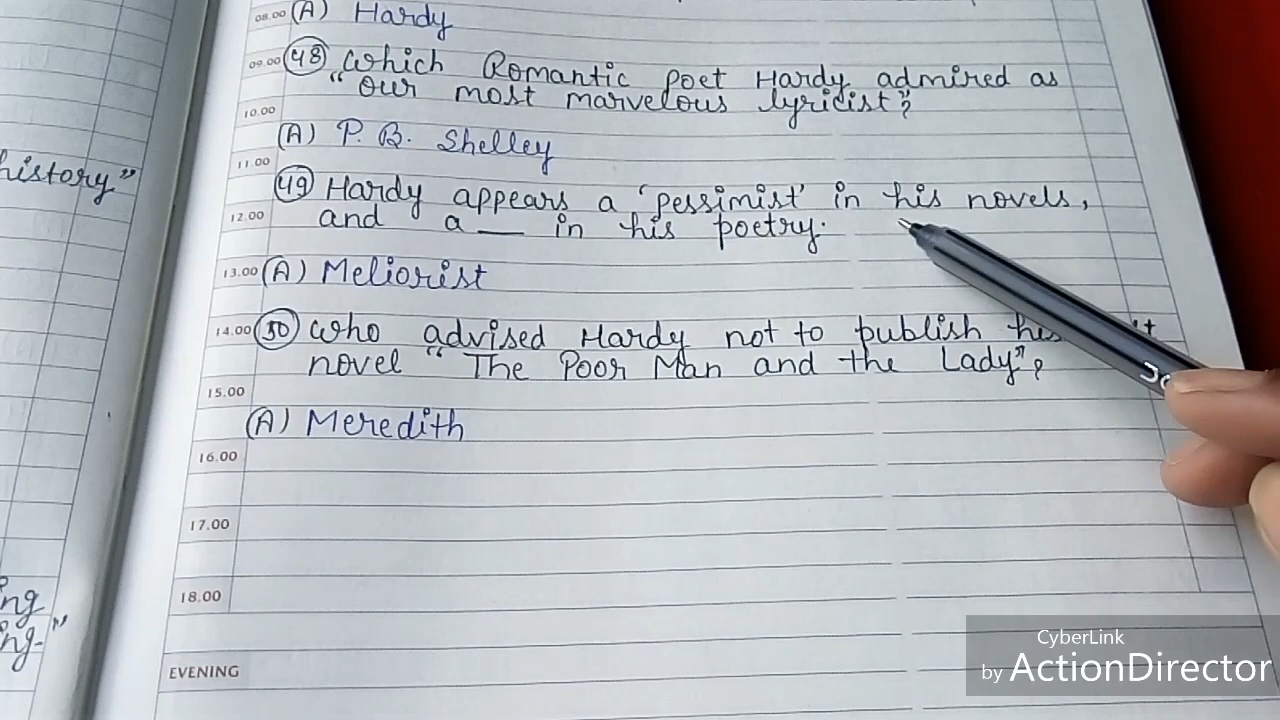 history"
ng
ng-"
08.00 (A) Hardy
09.00 (48) Which Romantic poet Hardy admired as
"Our most marvelous lyricist"?
10.00
(A) P. B. Shelley
11.00
(49) Hardy appears a 'pessimist' in his novels,
12.00 and a __ in his poetry.
13.00 (A) Meliorist
14.00 (50) Who advised Hardy not to publish
novel "The Poor Man and the Lady"?
15.00
(A) Meredith
16.00
17.00
18.00
EVENING
CyberLink
by ActionDirector